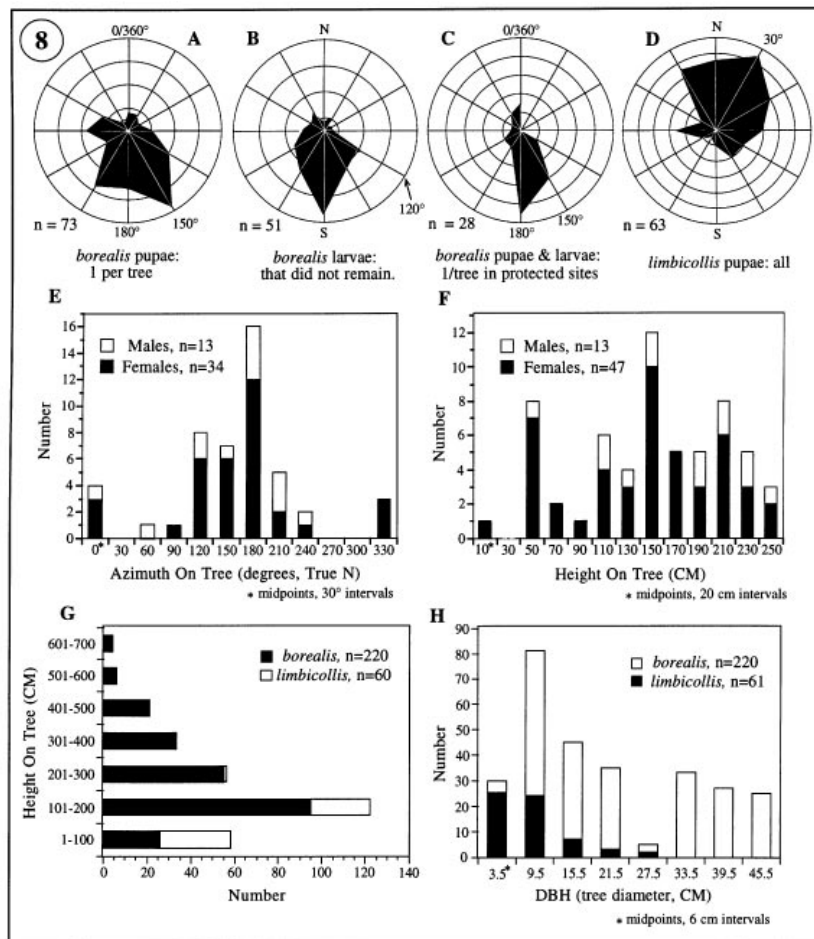 8
A
0/360°
150°
180°
n = 73
borealis pupae:
1 per tree
B
N
120°
S
n = 51
borealis larvae:
that did not remain.
C
0/360°
150°
180°
n = 28
borealis pupae & larvae:
1/tree in protected sites
D
N
30°
S
n = 63
limbicollis pupae: all
E
Males, n=13
Females, n=34
Number
16
14
12
10
8
6
4
2
0
0* 30 60 90 120 150 180 210 240 270 300 330
Azimuth On Tree (degrees, True N)
* midpoints, 30° intervals
F
Males, n=13
Females, n=47
Number
12
10
8
6
4
2
0
10* 30 50 70 90 110 130 150 170 190 210 230 250
Height On Tree (CM)
* midpoints, 20 cm intervals
G
borealis, n=220
limbicollis, n=60
Height On Tree (CM)
601-700
501-600
401-500
301-400
201-300
101-200
1-100
0 20 40 60 80 100 120 140
Number
H
borealis, n=220
limbicollis, n=61
Number
90
80
70
60
50
40
30
20
10
0
3.5* 9.5 15.5 21.5 27.5 33.5 39.5 45.5
DBH (tree diameter, CM)
* midpoints, 6 cm intervals